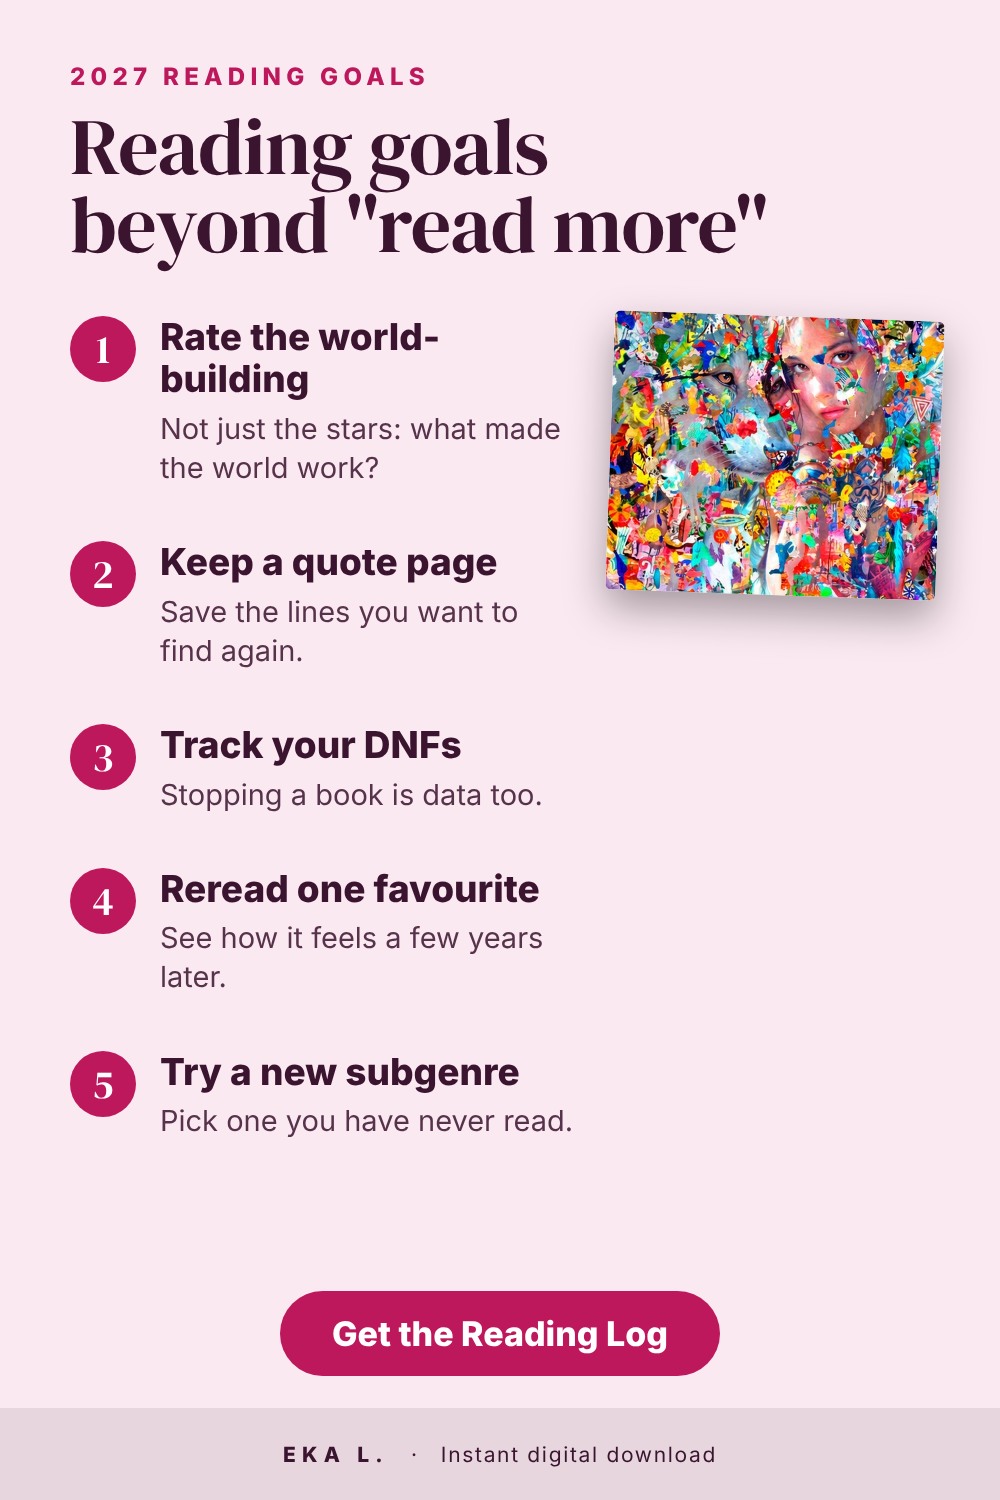 2027 READING GOALS
Reading goals
beyond "read more"
1
Rate the world-
building
Not just the stars: what made
the world work?
2
Keep a quote page
Save the lines you want to
find again.
3
Track your DNFs
Stopping a book is data too.
4
Reread one favourite
See how it feels a few years
later.
5
Try a new subgenre
Pick one you have never read.
Get the Reading Log
EKA L. · Instant digital download